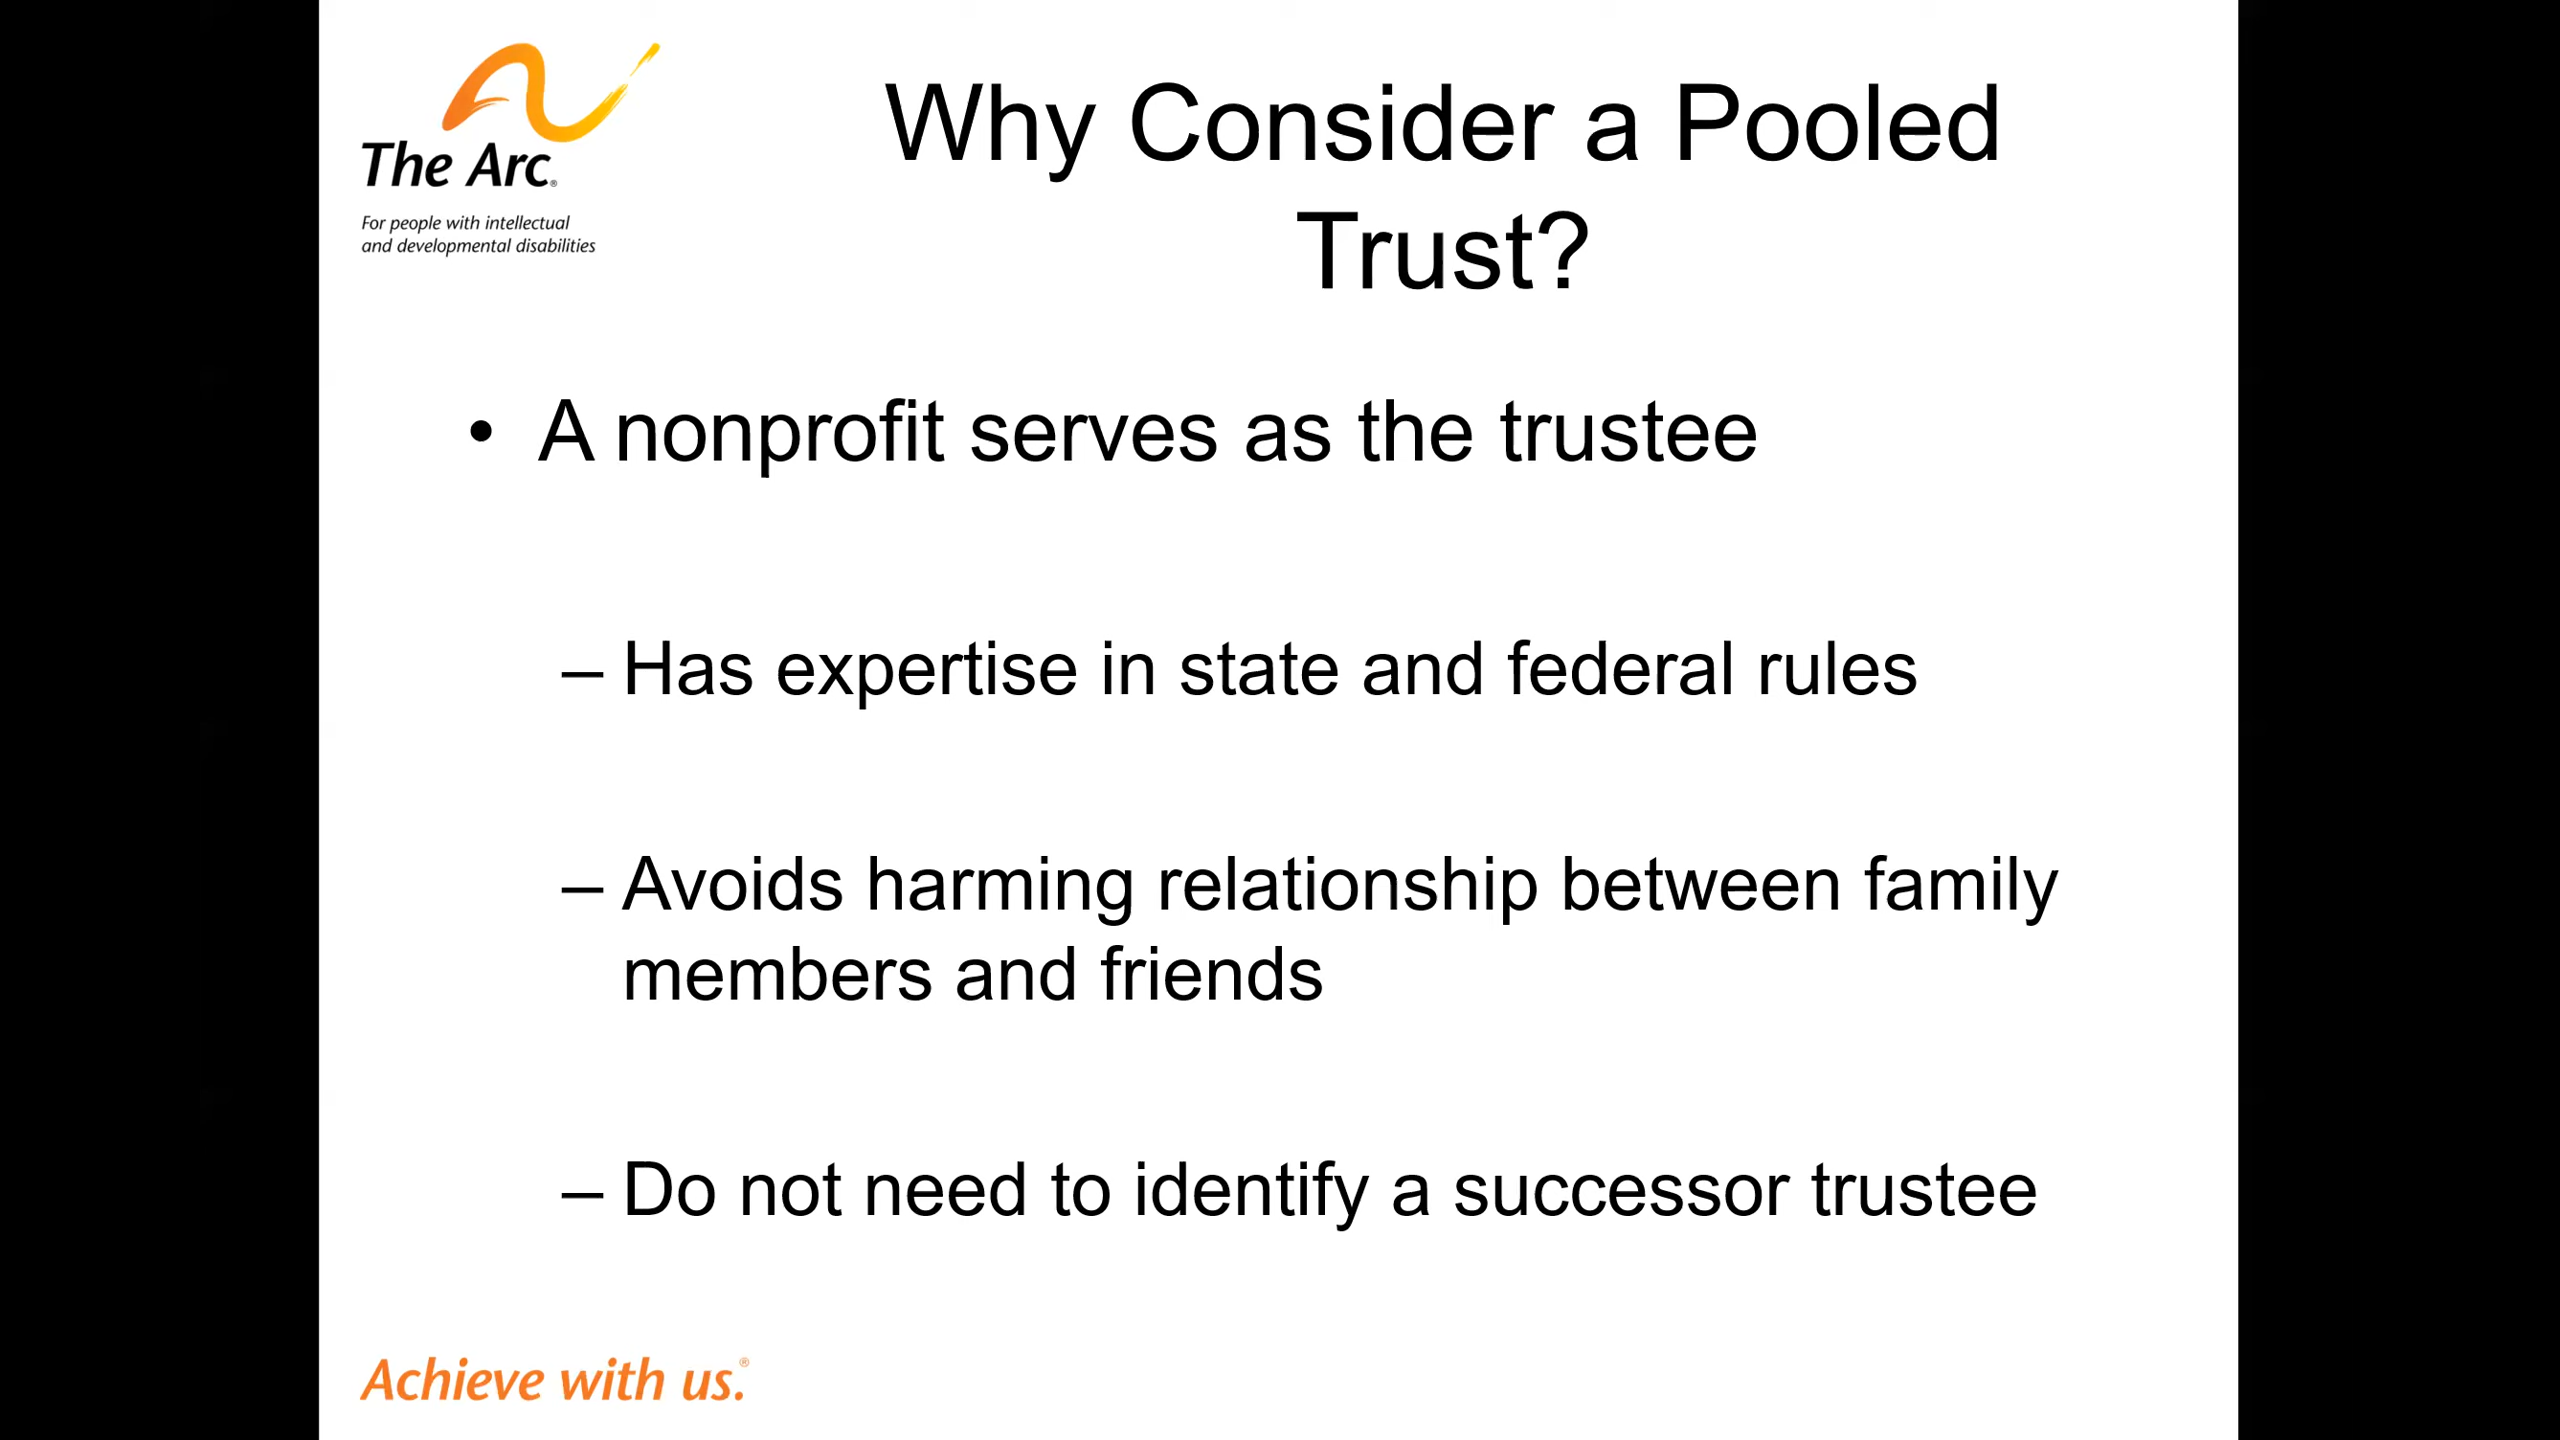 The Arc®
For people with intellectual
and developmental disabilities
Why Consider a Pooled
Trust?
• A nonprofit serves as the trustee
– Has expertise in state and federal rules
– Avoids harming relationship between family
members and friends
– Do not need to identify a successor trustee
Achieve with us.®